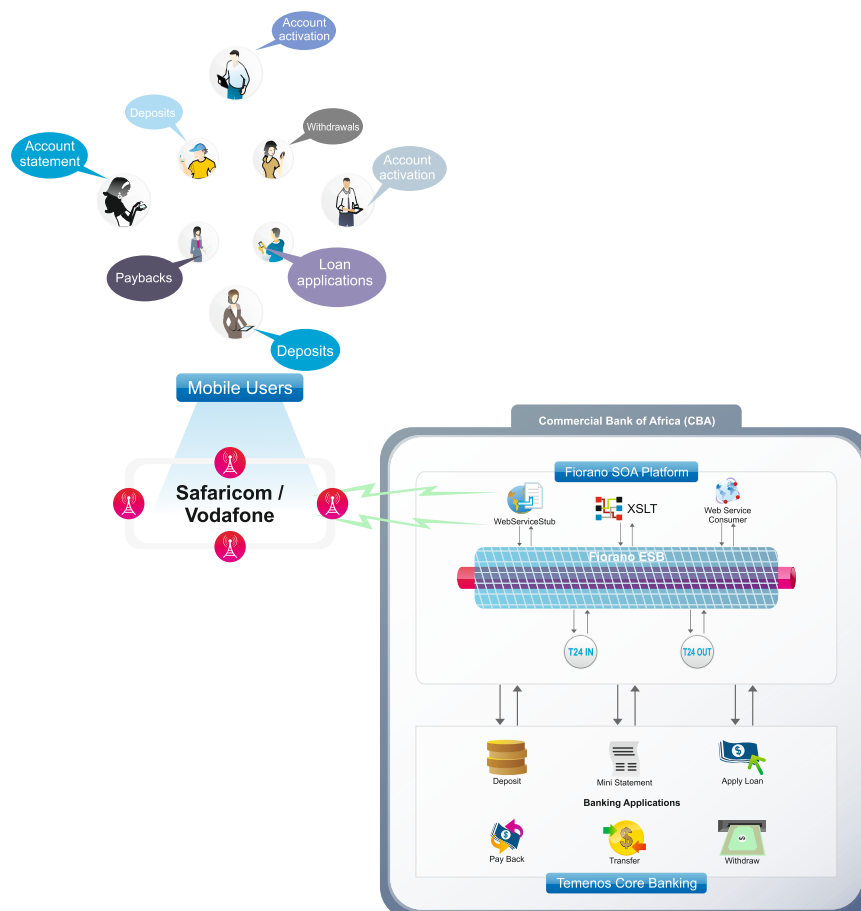 Account
activation
Deposits
Withdrawals
Account
statement
Account
activation
Paybacks
Loan
applications
Deposits
Mobile Users
Safaricom /
Vodafone
Commercial Bank of Africa (CBA)
Fiorano SOA Platform
WebServiceStub
XSLT
Web Service
Consumer
Fiorano ESB
T24 IN
T24 OUT
Deposit
Mini Statement
Apply Loan
Banking Applications
Pay Back
Transfer
Withdraw
Temenos Core Banking